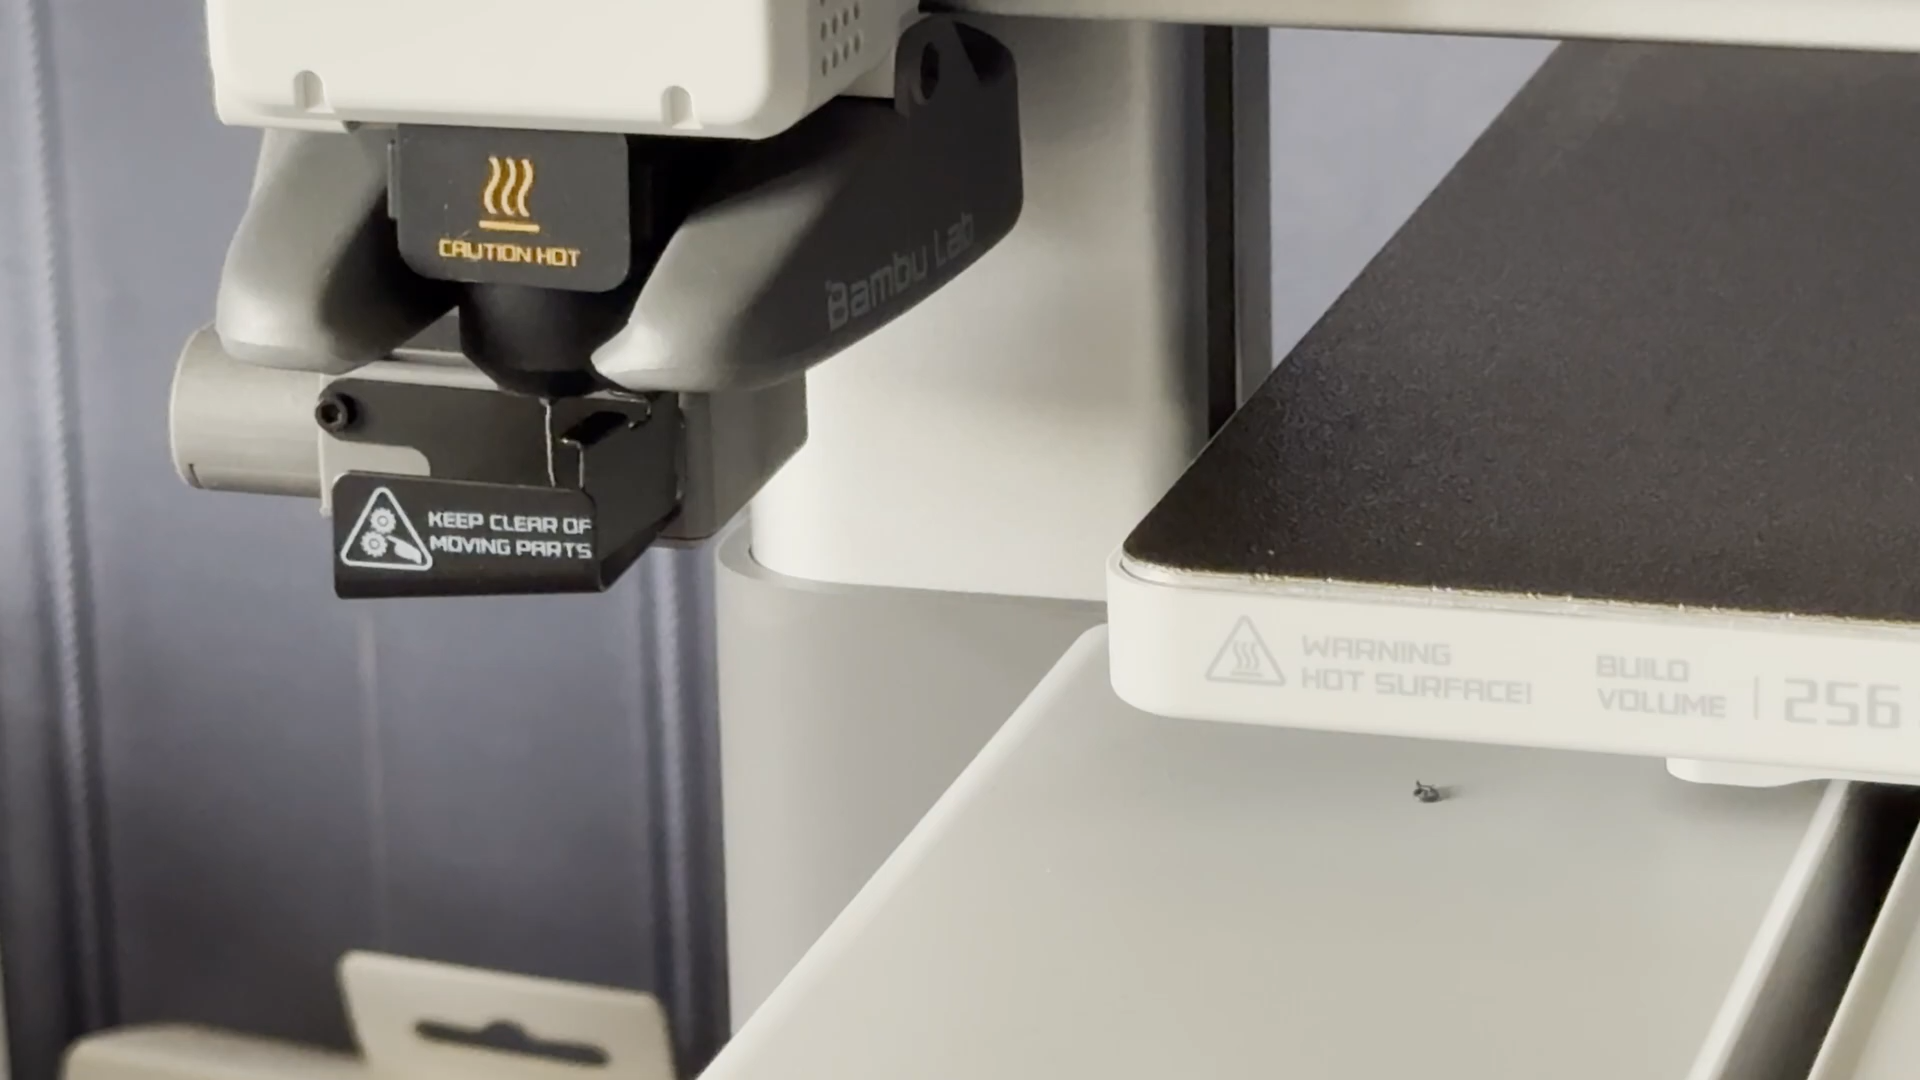 CAUTION HOT
Bambu Lab
KEEP CLEAR OF
MOVING PARTS
WARNING
HOT SURFACE!
BUILD
VOLUME
256